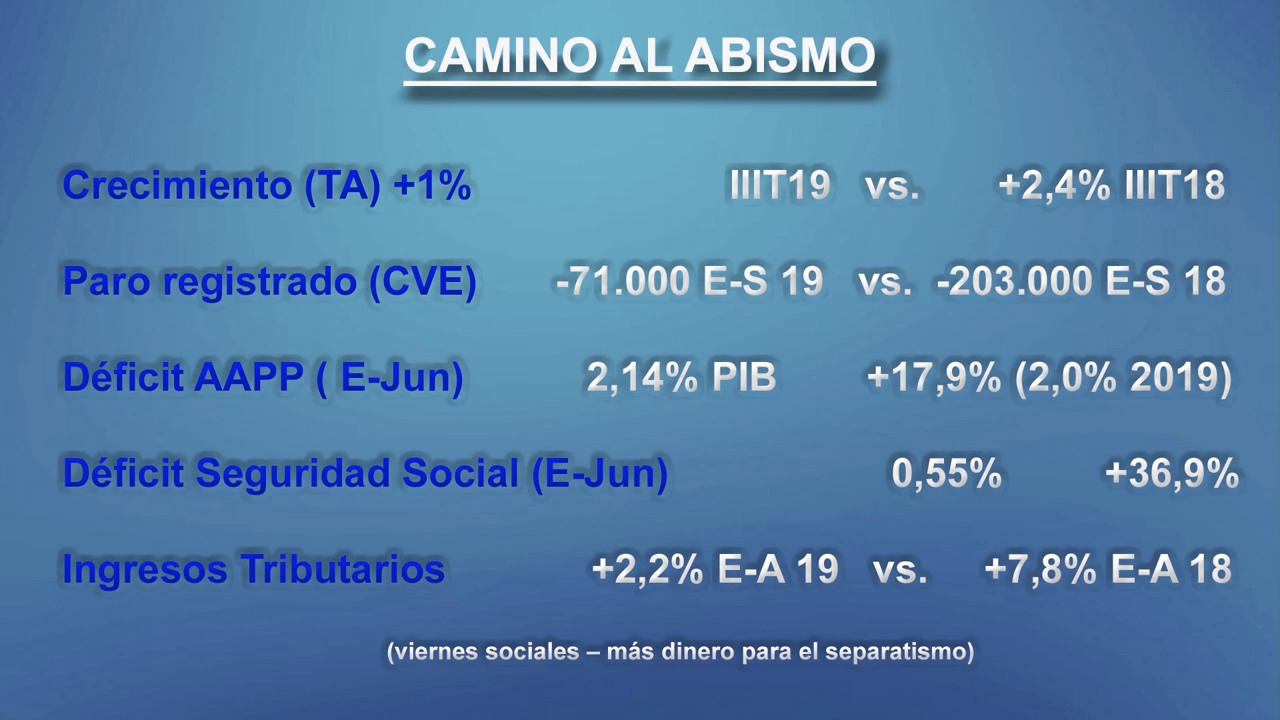 CAMINO AL ABISMO
Crecimiento (TA) +1% IIIT19 vs. +2,4% IIIT18
Paro registrado (CVE) -71.000 E-S 19 vs. -203.000 E-S 18
Déficit AAPP ( E-Jun) 2,14% PIB +17,9% (2,0% 2019)
Déficit Seguridad Social (E-Jun) 0,55% +36,9%
Ingresos Tributarios +2,2% E-A 19 vs. +7,8% E-A 18
(viernes sociales – más dinero para el separatismo)